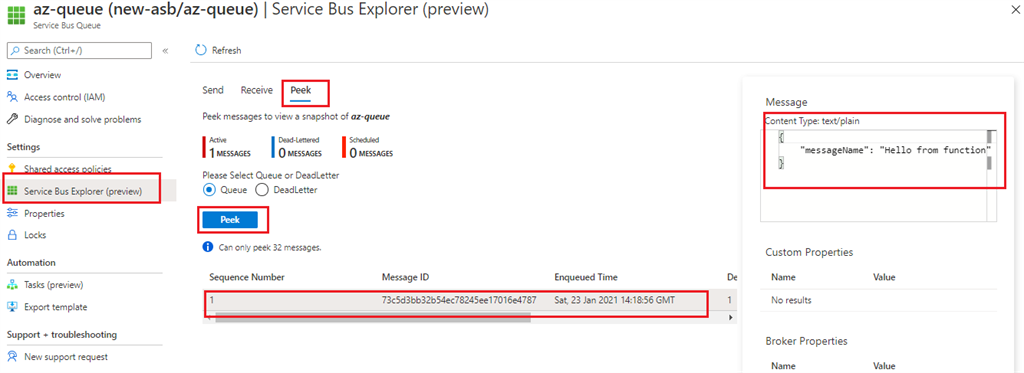 az-queue (new-asb/az-queue) | Service Bus Explorer (preview)
Service Bus Queue
Search (Ctrl+/)
«
Overview
Access control (IAM)
Diagnose and solve problems
Settings
Shared access policies
Service Bus Explorer (preview)
Properties
Locks
Automation
Tasks (preview)
Export template
Support + troubleshooting
New support request
Refresh
Send Receive Peek
Peek messages to view a snapshot of az-queue
Active Dead-Lettered Scheduled
1 MESSAGES 0 MESSAGES 0 MESSAGES
Please Select Queue or DeadLetter
Queue DeadLetter
Peek
Can only peek 32 messages.
Sequence Number Message ID Enqueued Time De
1 73c5d3bb32b54ec78245ee17016e4787 Sat, 23 Jan 2021 14:18:56 GMT 1
Message
Content Type: text/plain
{
"messageName": "Hello from function"
}
Custom Properties
Name Value
No results
Broker Properties
Name Value